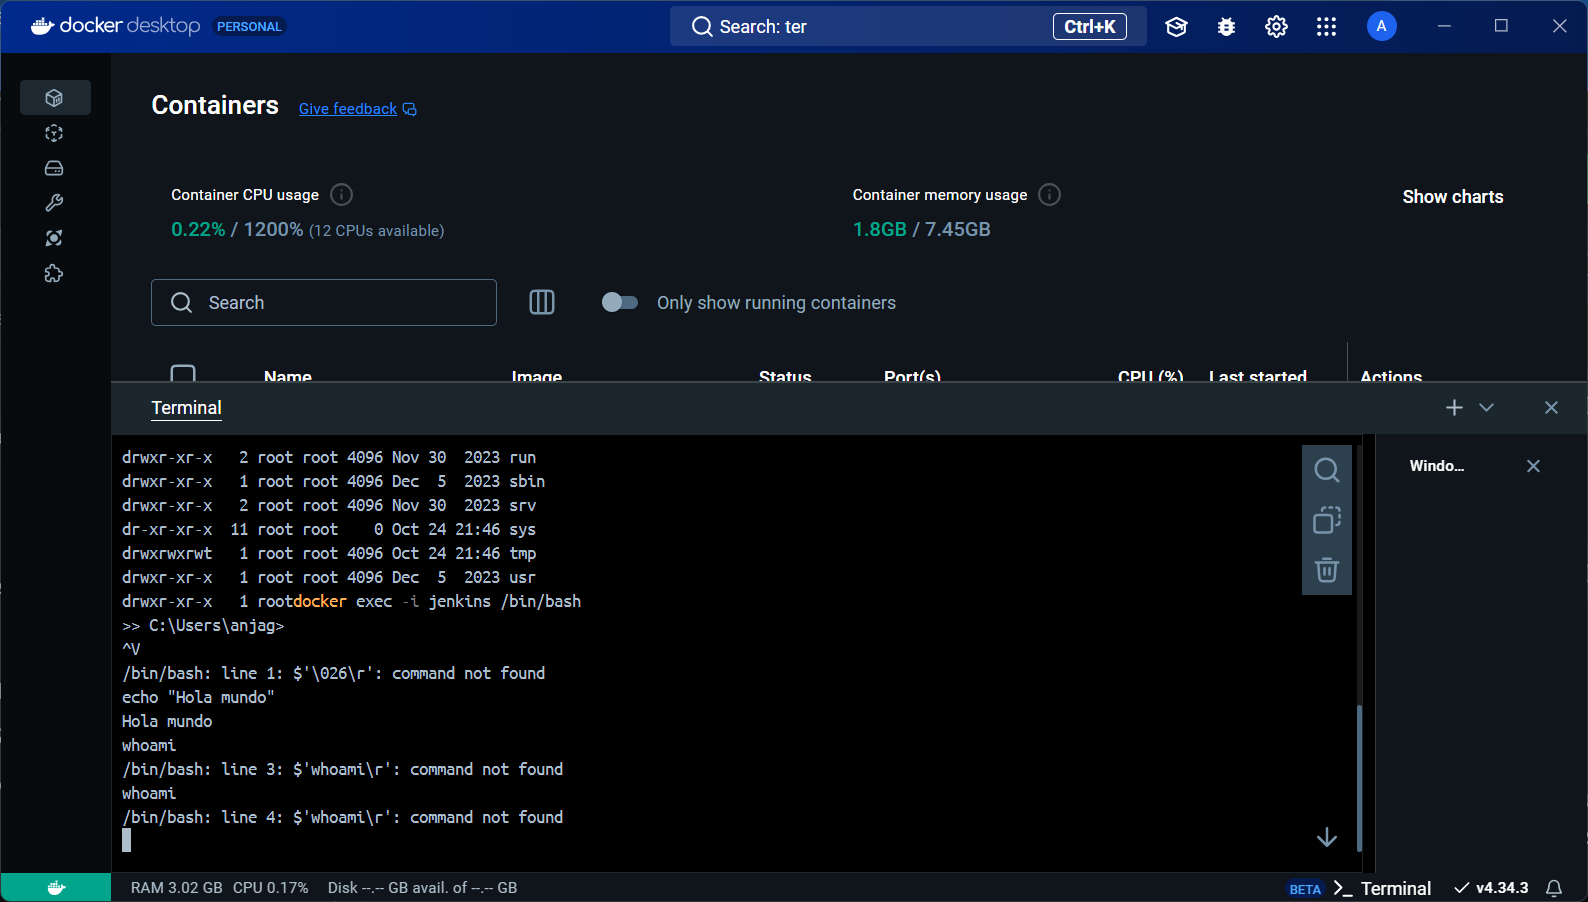 docker desktop PERSONAL
Search: ter Ctrl+K
A
Containers Give feedback
Container CPU usage
0.22% / 1200% (12 CPUs available)
Container memory usage
1.8GB / 7.45GB
Show charts
Search
Only show running containers
Name Image Status Port(s) CPU (%) Last started Actions
Terminal
drwxr-xr-x   2 root root 4096 Nov 30  2023 run
drwxr-xr-x   1 root root 4096 Dec  5  2023 sbin
drwxr-xr-x   2 root root 4096 Nov 30  2023 srv
dr-xr-xr-x  11 root root    0 Oct 24 21:46 sys
drwxrwxrwt   1 root root 4096 Oct 24 21:46 tmp
drwxr-xr-x   1 root root 4096 Dec  5  2023 usr
drwxr-xr-x   1 rootdocker exec -i jenkins /bin/bash
>> C:\Users\anjag>
^V
/bin/bash: line 1: $'\026\r': command not found
echo "Hola mundo"
Hola mundo
whoami
/bin/bash: line 3: $'whoami\r': command not found
whoami
/bin/bash: line 4: $'whoami\r': command not found
Windo...
RAM 3.02 GB CPU 0.17% Disk --.-- GB avail. of --.-- GB
BETA >_ Terminal v4.34.3